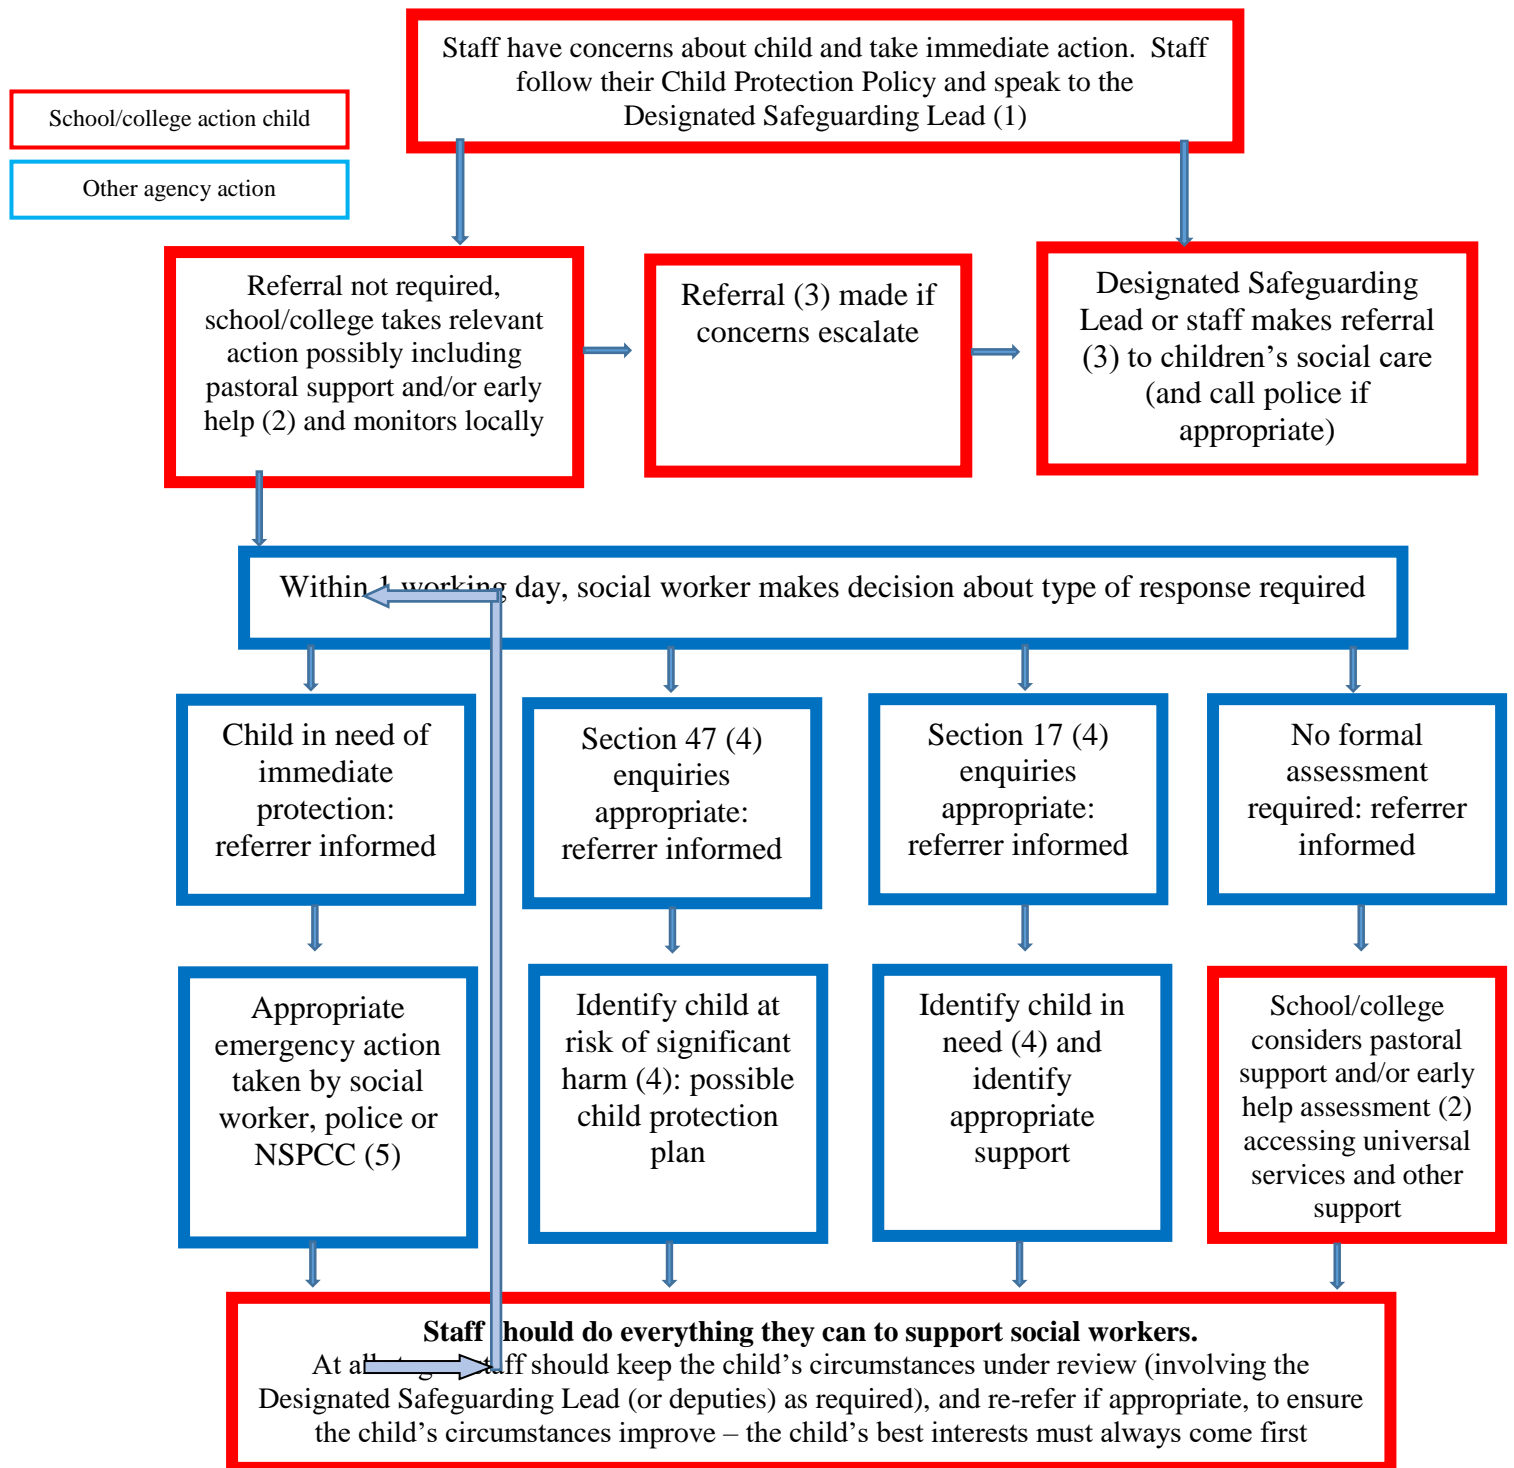 Staff have concerns about child and take immediate action. Staff
follow their Child Protection Policy and speak to the
Designated Safeguarding Lead (1)
School/college action child
Other agency action
Referral not required,
school/college takes relevant
action possibly including
pastoral support and/or early
help (2) and monitors locally
Referral (3) made if
concerns escalate
Designated Safeguarding
Lead or staff makes referral
(3) to children’s social care
(and call police if
appropriate)
Within 1 working day, social worker makes decision about type of response required
Child in need of
immediate
protection:
referrer informed
Section 47 (4)
enquiries
appropriate:
referrer informed
Section 17 (4)
enquiries
appropriate:
referrer informed
No formal
assessment
required: referrer
informed
Appropriate
emergency action
taken by social
worker, police or
NSPCC (5)
Identify child at
risk of significant
harm (4): possible
child protection
plan
Identify child in
need (4) and
identify
appropriate
support
School/college
considers pastoral
support and/or early
help assessment (2)
accessing universal
services and other
support
Staff should do everything they can to support social workers.
At all staff should keep the child’s circumstances under review (involving the
Designated Safeguarding Lead (or deputies) as required), and re-refer if appropriate, to ensure
the child’s circumstances improve – the child’s best interests must always come first